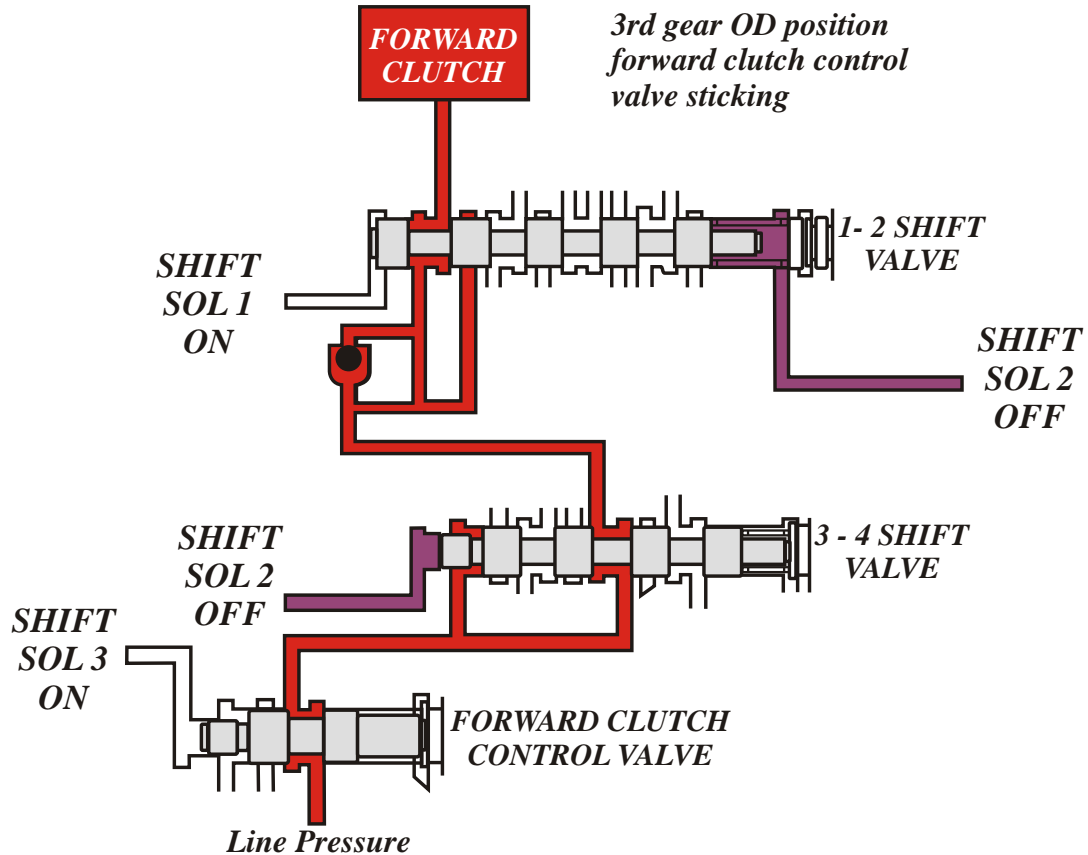 FORWARD
CLUTCH
3rd gear OD position
forward clutch control
valve sticking
1- 2 SHIFT
VALVE
SHIFT
SOL 1
ON
SHIFT
SOL 2
OFF
SHIFT
SOL 2
OFF
3 - 4 SHIFT
VALVE
SHIFT
SOL 3
ON
FORWARD CLUTCH
CONTROL VALVE
Line Pressure